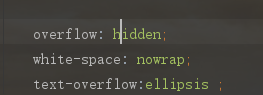 overflow: hidden;
white-space: nowrap;
text-overflow:ellipsis ;